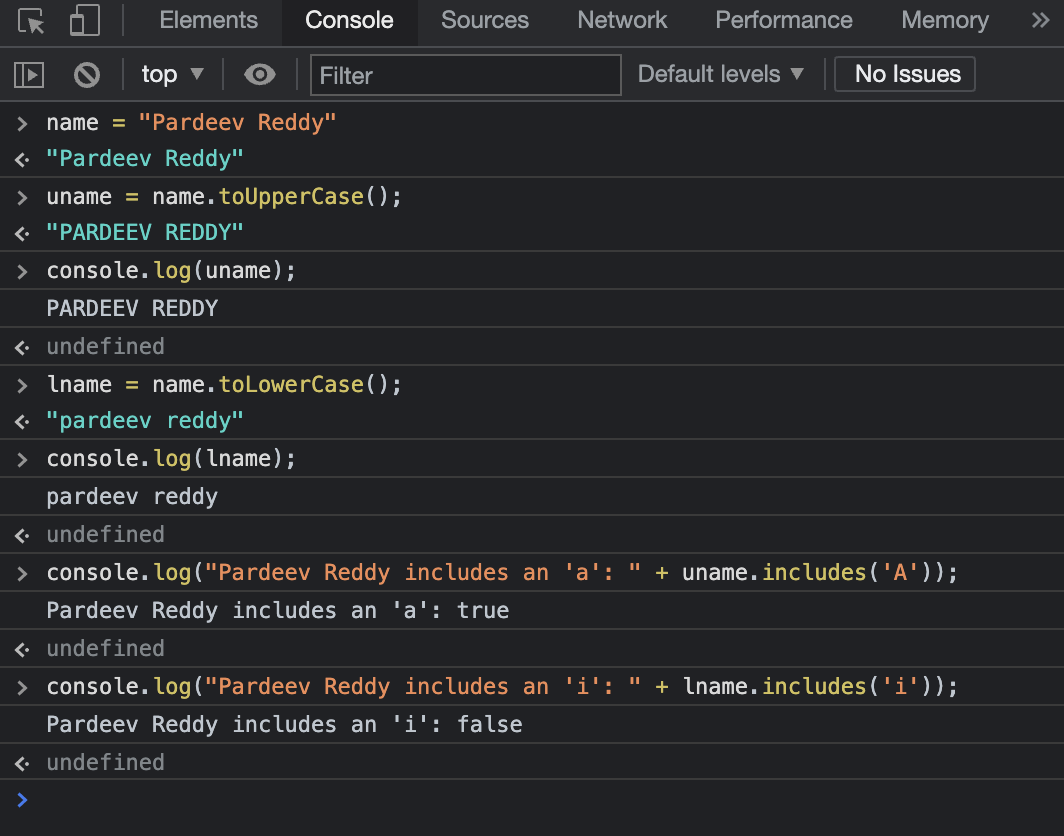 Elements Console Sources Network Performance Memory »
top ▼ Filter Default levels ▼ No Issues
> name = "Pardeev Reddy"
<· "Pardeev Reddy"
> uname = name.toUpperCase();
<· "PARDEEV REDDY"
> console.log(uname);
PARDEEV REDDY
<· undefined
> lname = name.toLowerCase();
<· "pardeev reddy"
> console.log(lname);
pardeev reddy
<· undefined
> console.log("Pardeev Reddy includes an 'a': " + uname.includes('A'));
Pardeev Reddy includes an 'a': true
<· undefined
> console.log("Pardeev Reddy includes an 'i': " + lname.includes('i'));
Pardeev Reddy includes an 'i': false
<· undefined
>